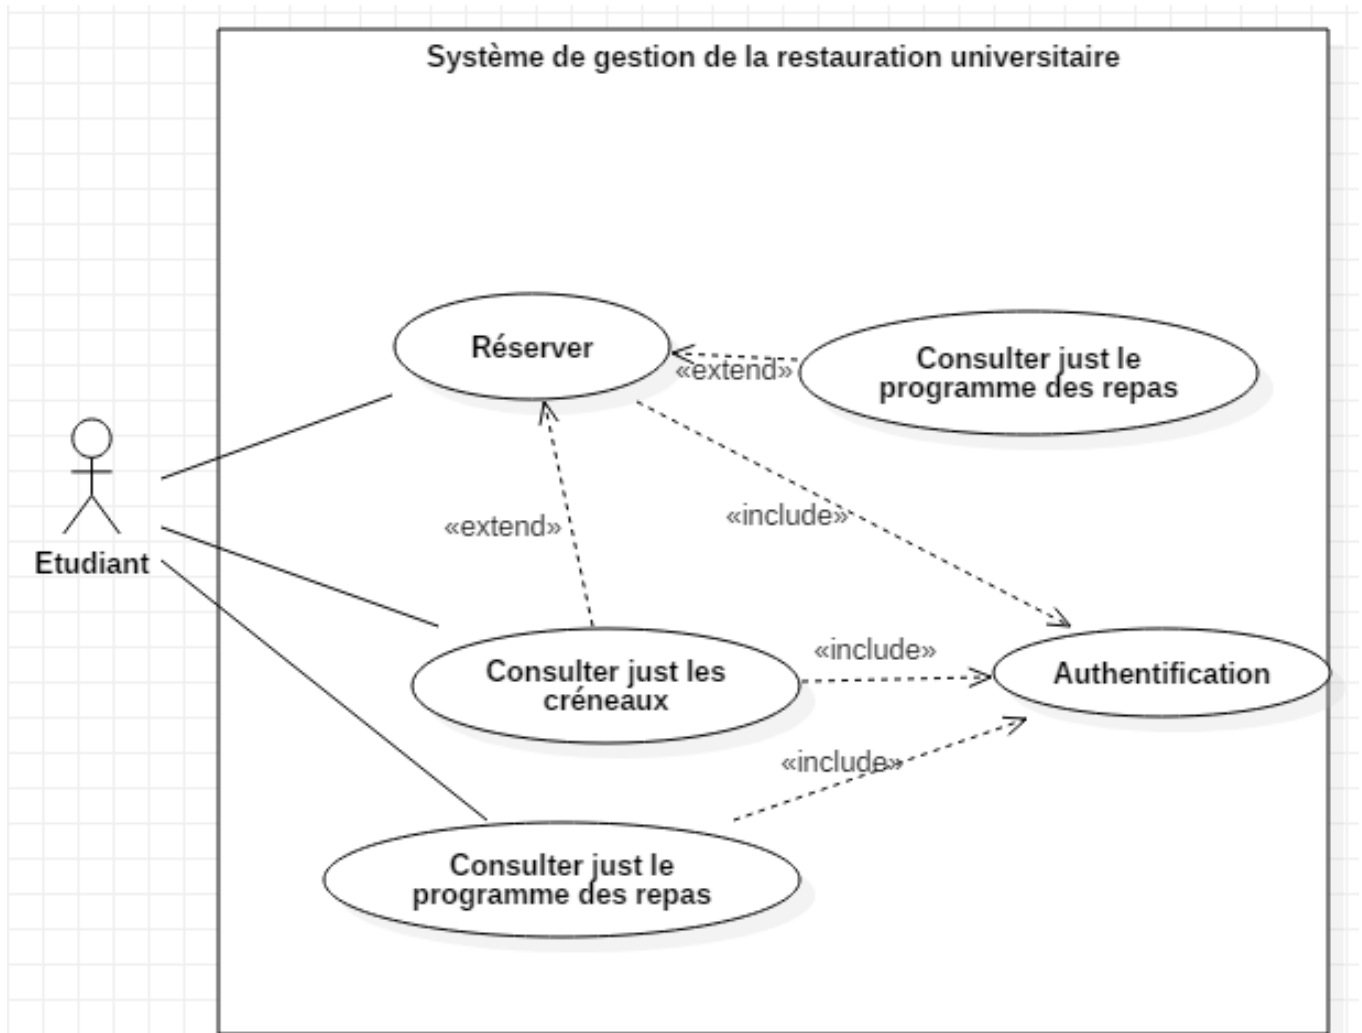 Système de gestion de la restauration universitaire
Réserver
Consulter just le
programme des repas
«extend»
«extend»
«include»
Etudiant
Consulter just les
créneaux
«include»
Authentification
«include»
Consulter just le
programme des repas